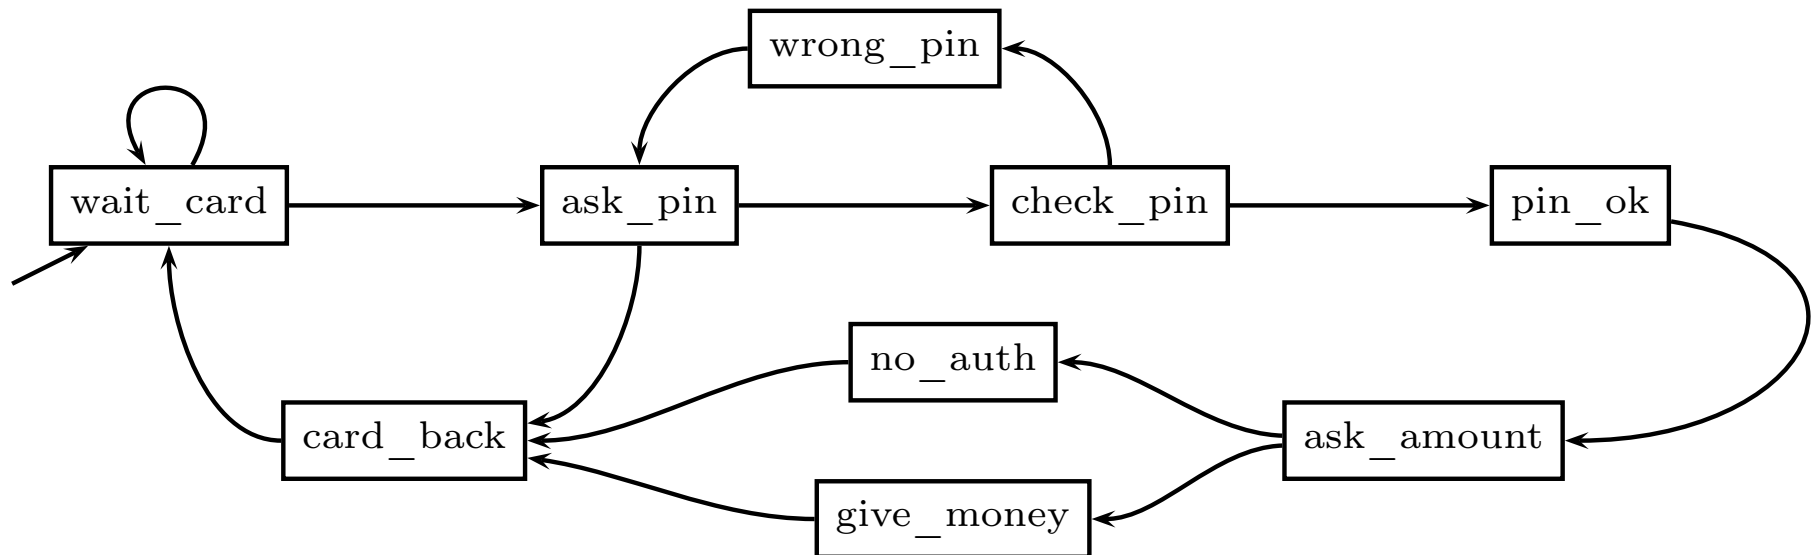 wrong_pin
wait_card
ask_pin
check_pin
pin_ok
no_auth
card_back
ask_amount
give_money